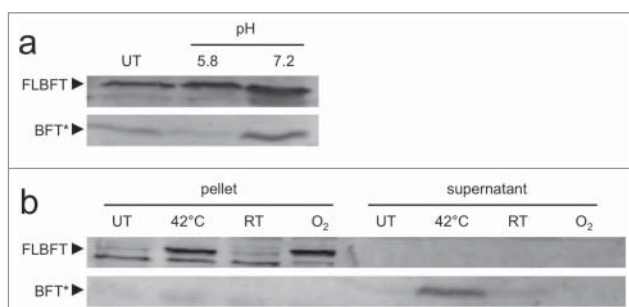 a
pH
UT 5.8 7.2
FLBFT
BFT*
b
pellet supernatant
UT 42°C RT O₂ UT 42°C RT O₂
FLBFT
BFT*